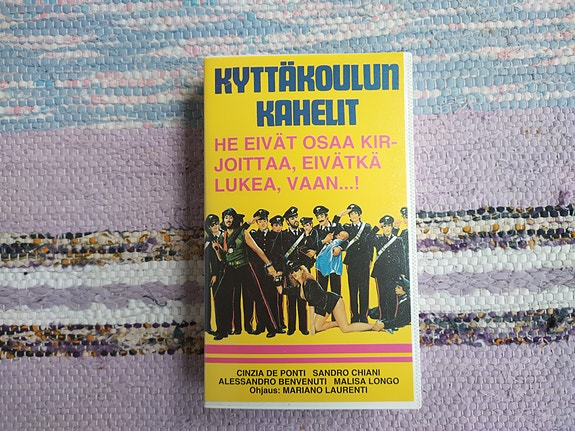 KYTTÄKOULUN
KAHELIT
HE EIVÄT OSAA KIR-
JOITTAA, EIVÄTKÄ
LUKEA, VAAN...!
CINZIA DE PONTI SANDRO CHIANI
ALESSANDRO BENVENUTI MALISA LONGO
Ohjaus: MARIANO LAURENTI